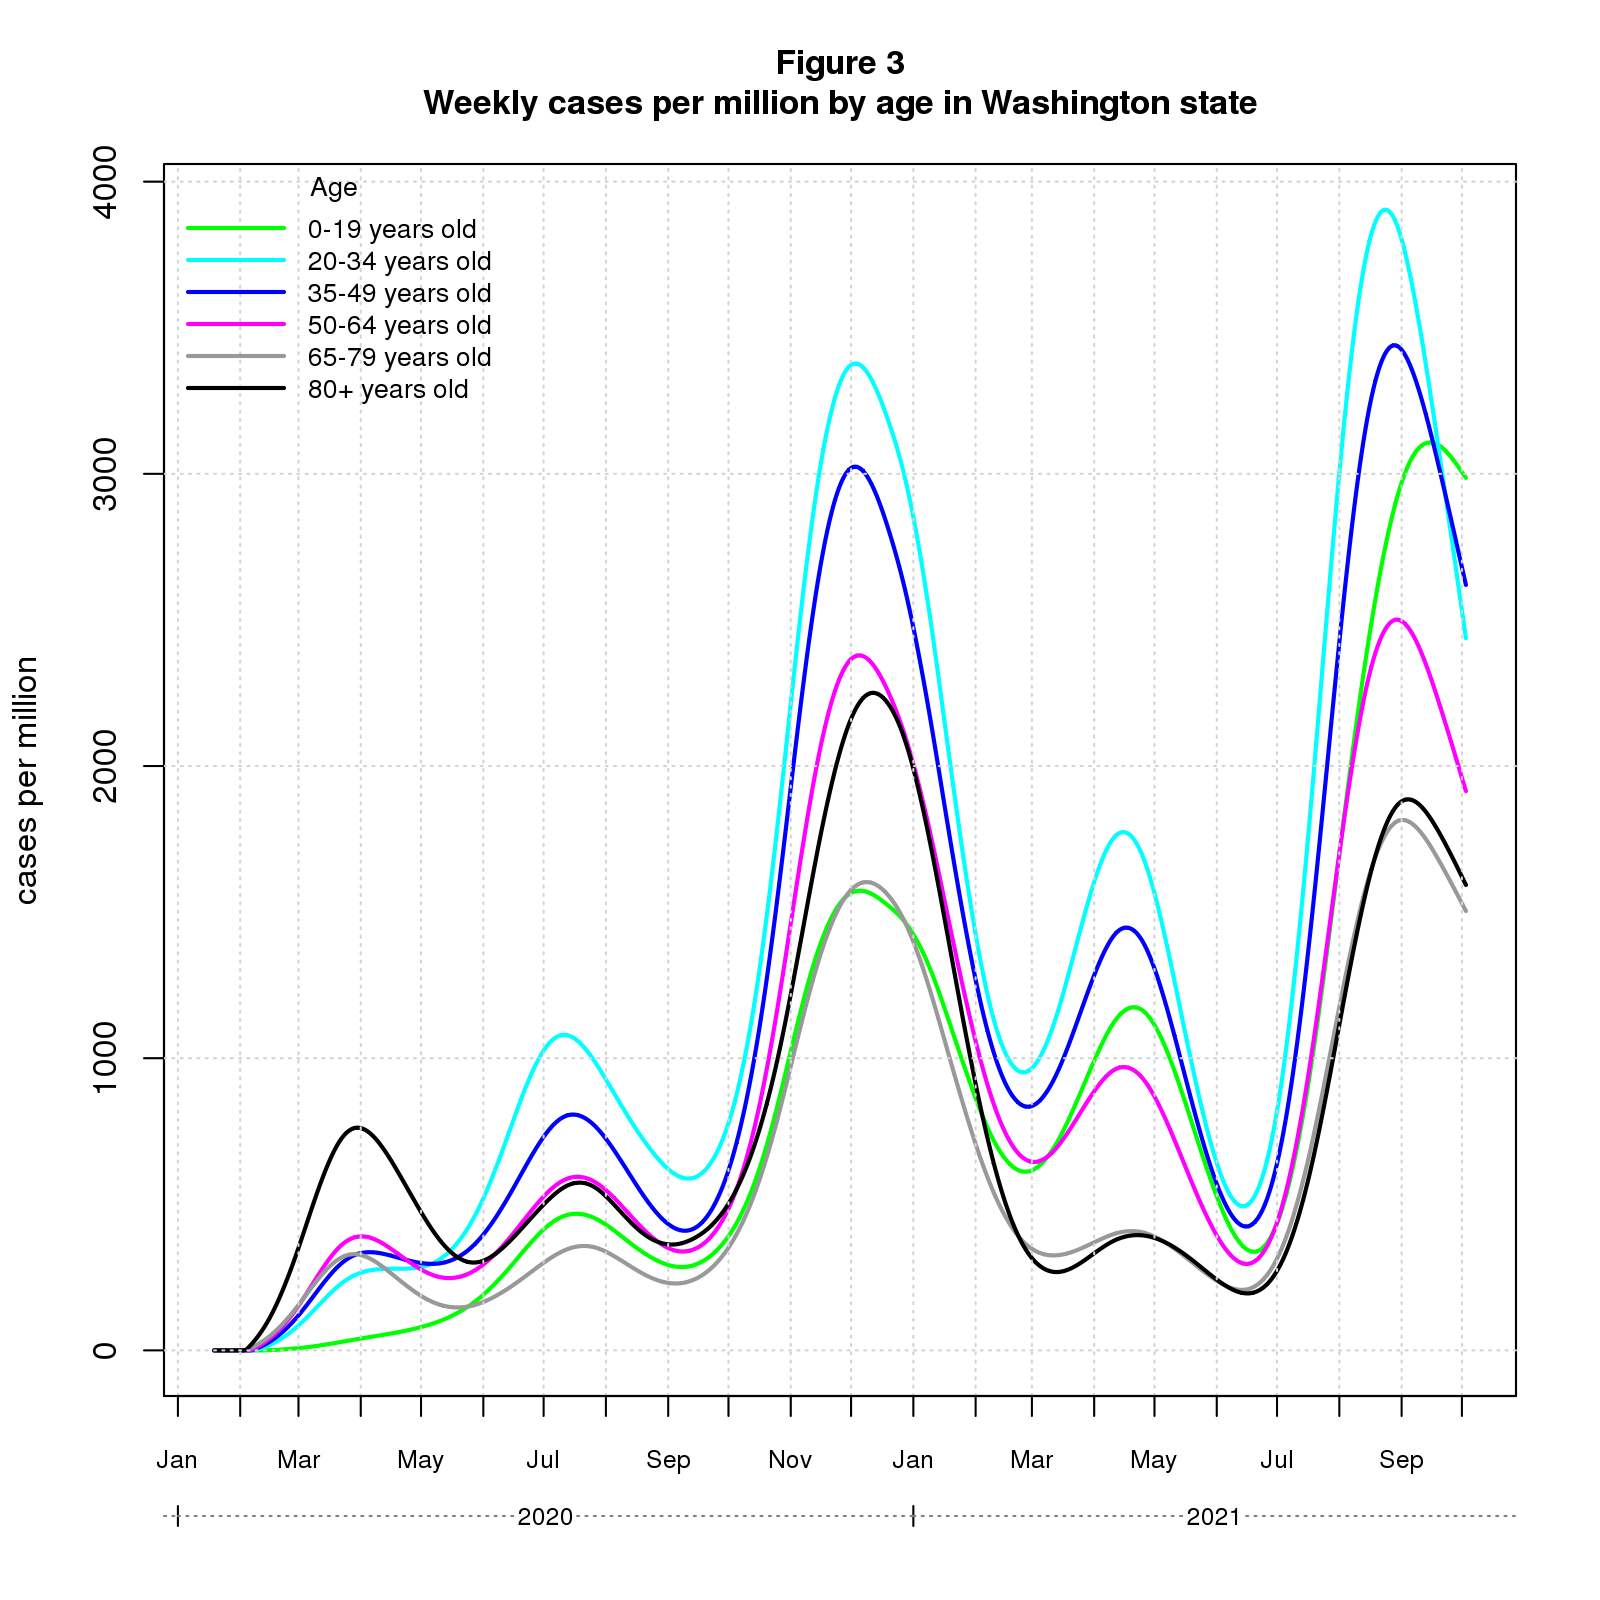 Figure 3
Weekly cases per million by age in Washington state
cases per million
4000
3000
2000
1000
0
Age
0-19 years old
20-34 years old
35-49 years old
50-64 years old
65-79 years old
80+ years old
Jan Mar May Jul Sep Nov Jan Mar May Jul Sep
2020 2021